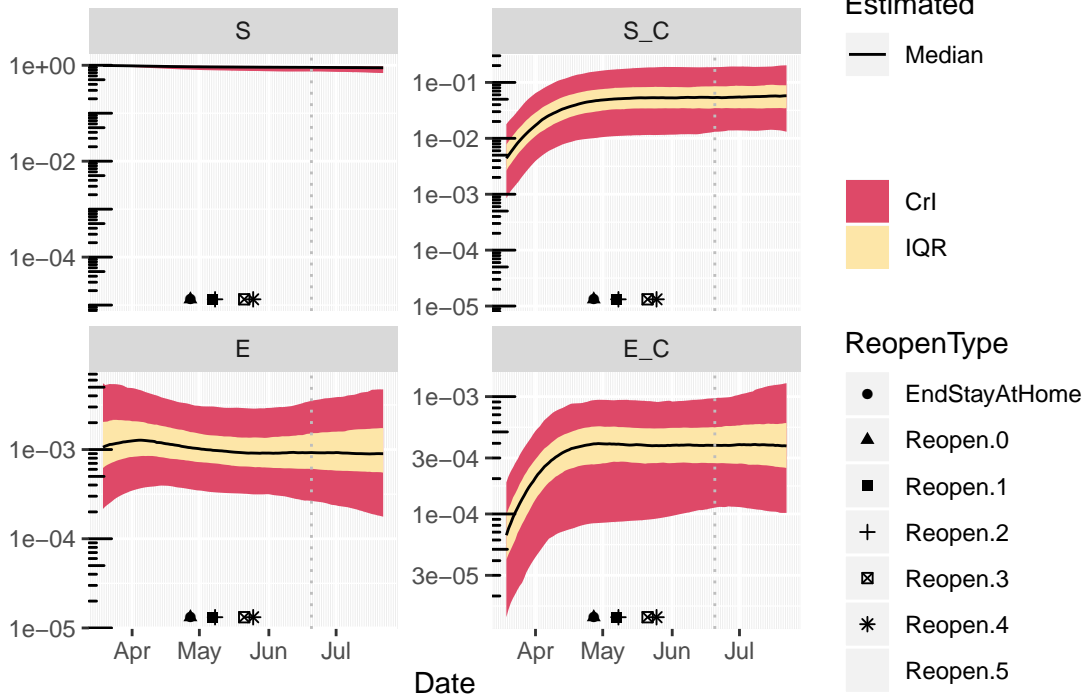 Estimated
Median
CrI
IQR
ReopenType
EndStayAtHome
Reopen.0
Reopen.1
Reopen.2
Reopen.3
Reopen.4
Reopen.5
S
1e+00
1e−02
1e−04
S_C
1e−01
1e−02
1e−03
1e−04
1e−05
E
1e−03
1e−04
1e−05
E_C
1e−03
3e−04
1e−04
3e−05
Apr May Jun Jul
Apr May Jun Jul
Date